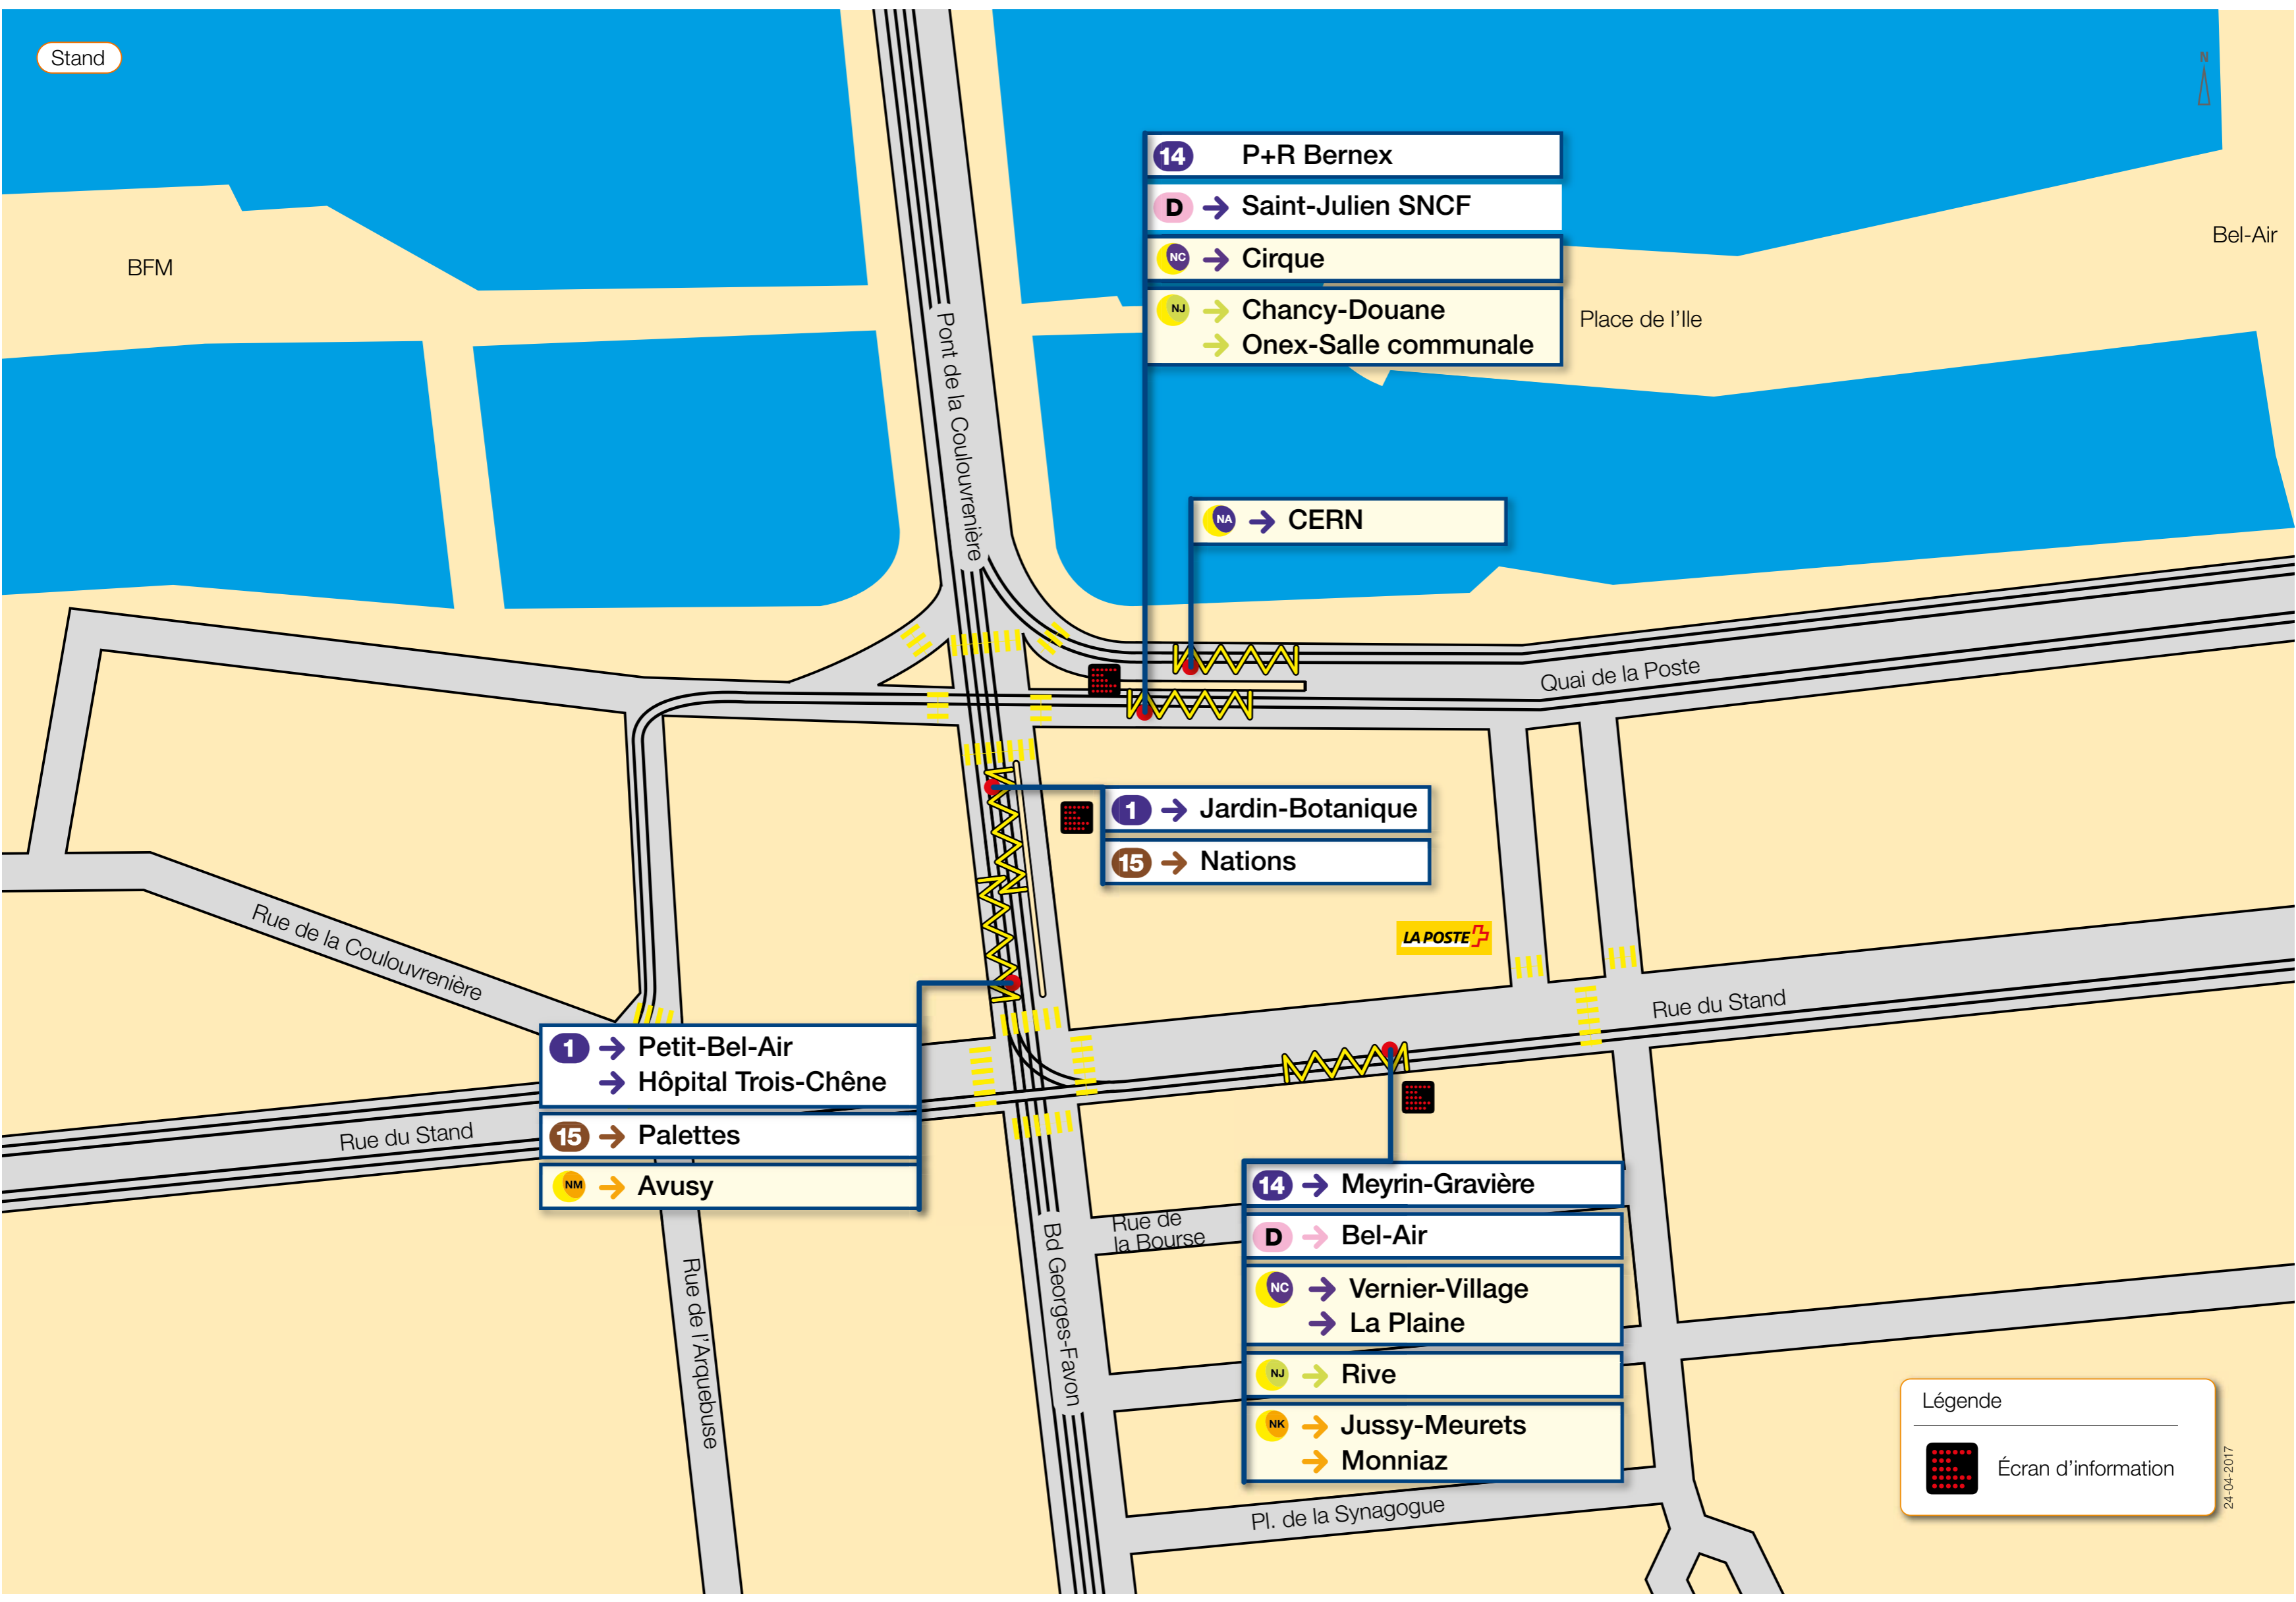 Stand
N
14 P+R Bernex
D Saint-Julien SNCF
NC Cirque
NJ Chancy-Douane
Onex-Salle communale
BFM
Bel-Air
Place de l'Ile
Pont de la Coulouvrenière
NA CERN
Quai de la Poste
1 Jardin-Botanique
15 Nations
LA POSTE
Rue de la Coulouvrenière
Rue du Stand
1 Petit-Bel-Air
Hôpital Trois-Chêne
15 Palettes
NM Avusy
Rue du Stand
14 Meyrin-Gravière
D Bel-Air
NC Vernier-Village
La Plaine
NJ Rive
NK Jussy-Meurets
Monniaz
Rue de
la Bourse
Bd Georges-Favon
Rue de l'Arquebuse
Pl. de la Synagogue
Légende
Écran d'information
24-04-2017